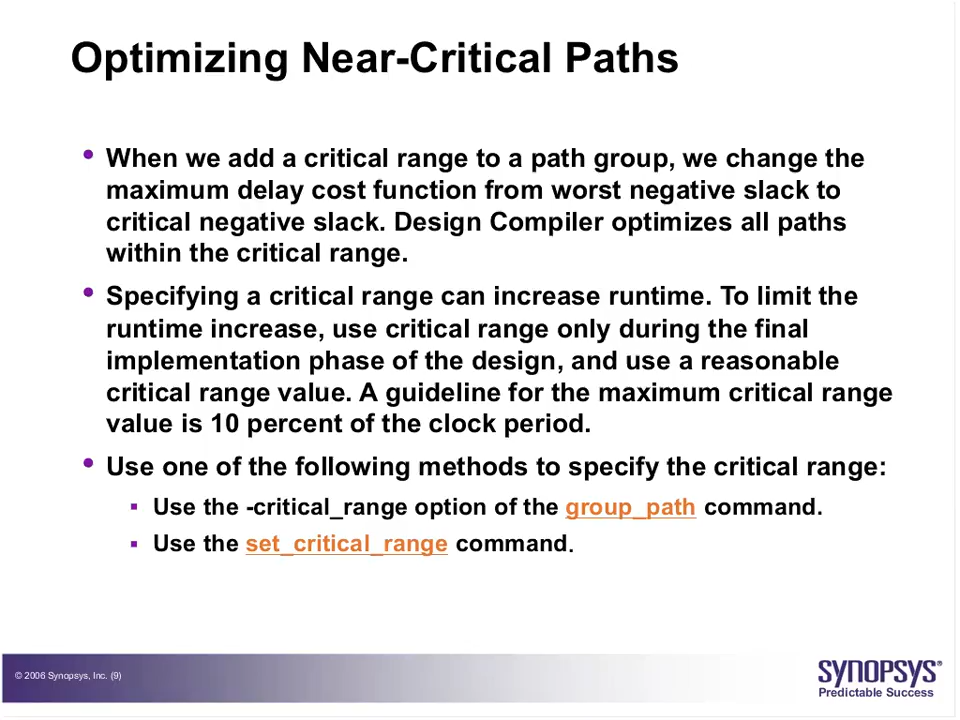 Optimizing Near-Critical Paths
• When we add a critical range to a path group, we change the
maximum delay cost function from worst negative slack to
critical negative slack. Design Compiler optimizes all paths
within the critical range.
• Specifying a critical range can increase runtime. To limit the
runtime increase, use critical range only during the final
implementation phase of the design, and use a reasonable
critical range value. A guideline for the maximum critical range
value is 10 percent of the clock period.
• Use one of the following methods to specify the critical range:
▪ Use the -critical_range option of the group_path command.
▪ Use the set_critical_range command.
© 2006 Synopsys, Inc. (9)
SYNOPSYS®
Predictable Success